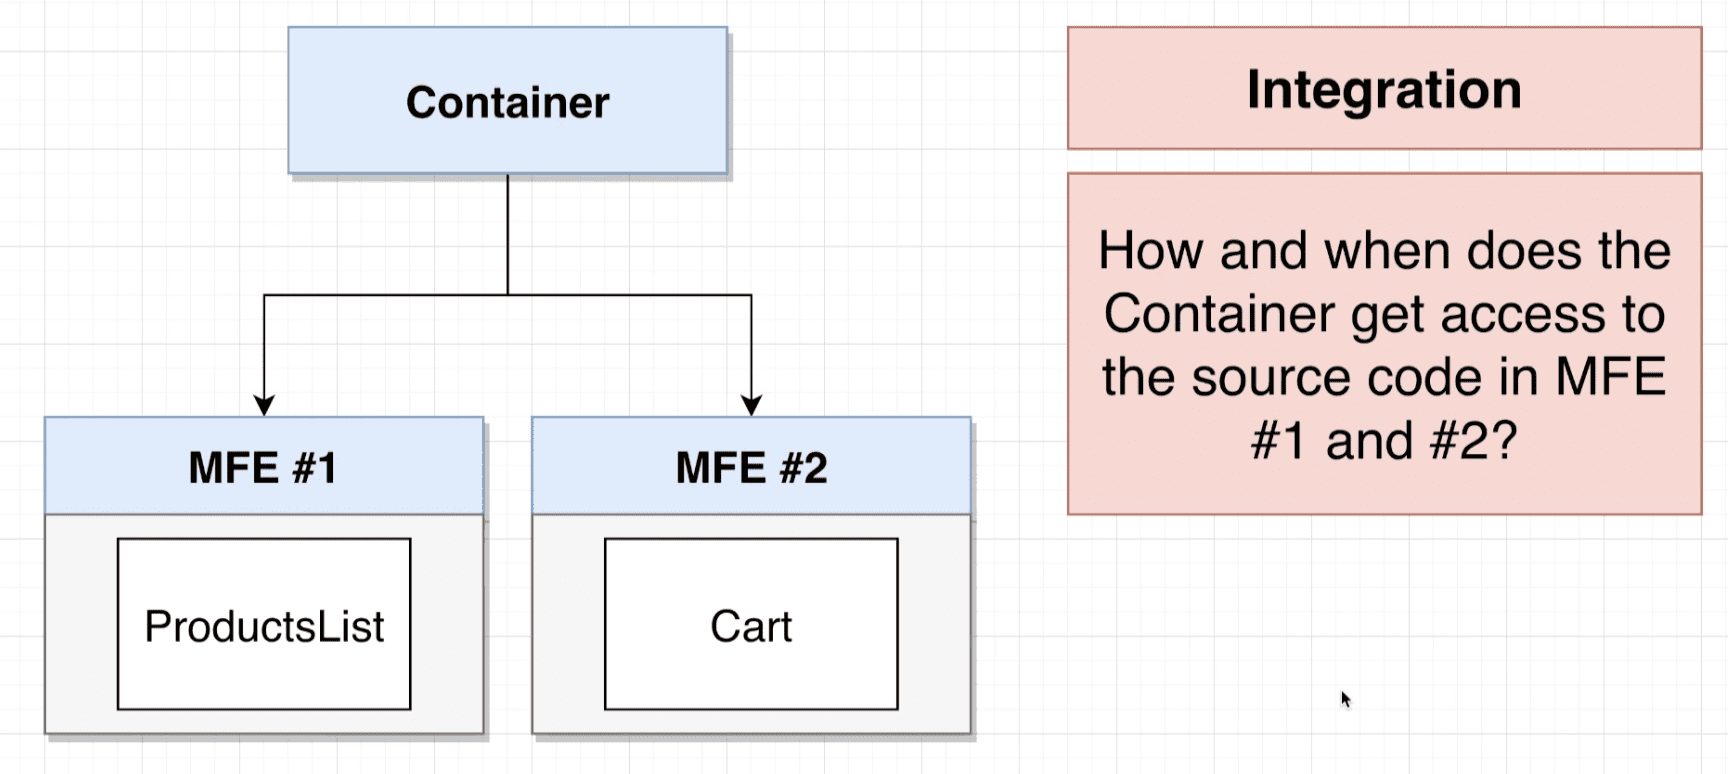 Container
MFE #1
ProductsList
MFE #2
Cart
Integration
How and when does the
Container get access to
the source code in MFE
#1 and #2?